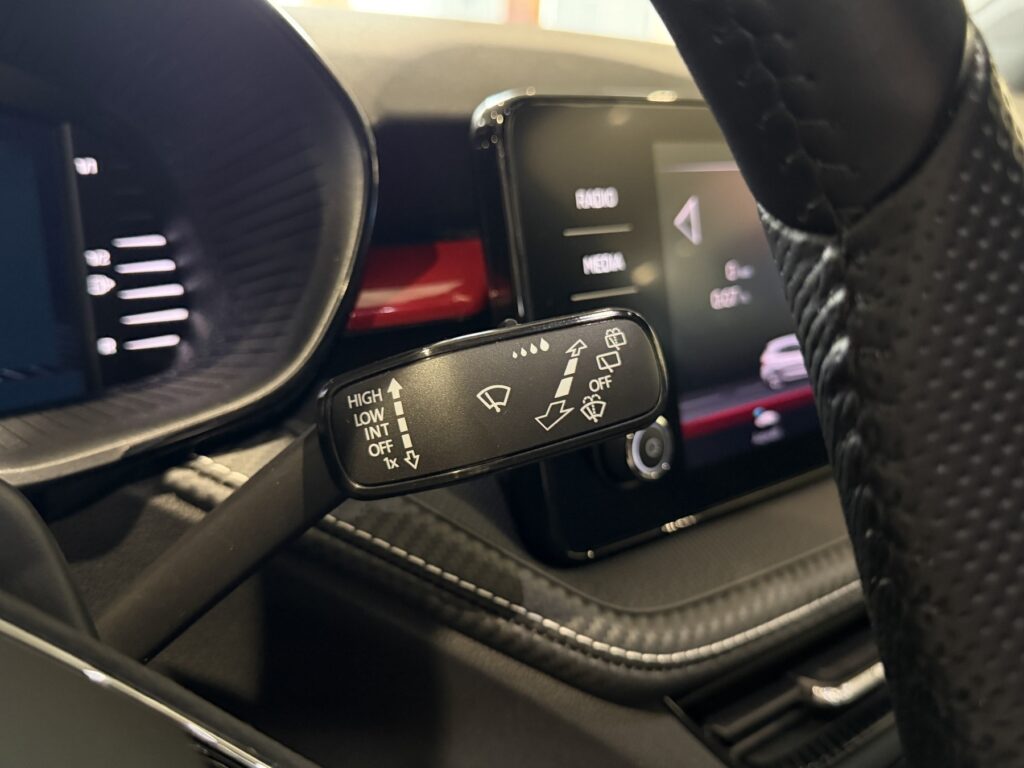 RADIO
MEDIA
HIGH
LOW
INT
OFF
1x
OFF